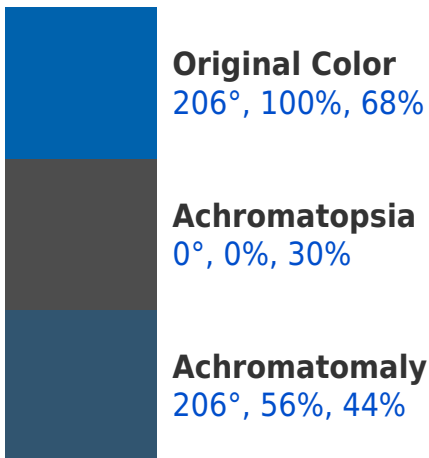 Original Color
206°, 100%, 68%
Achromatopsia
0°, 0%, 30%
Achromatomaly
206°, 56%, 44%